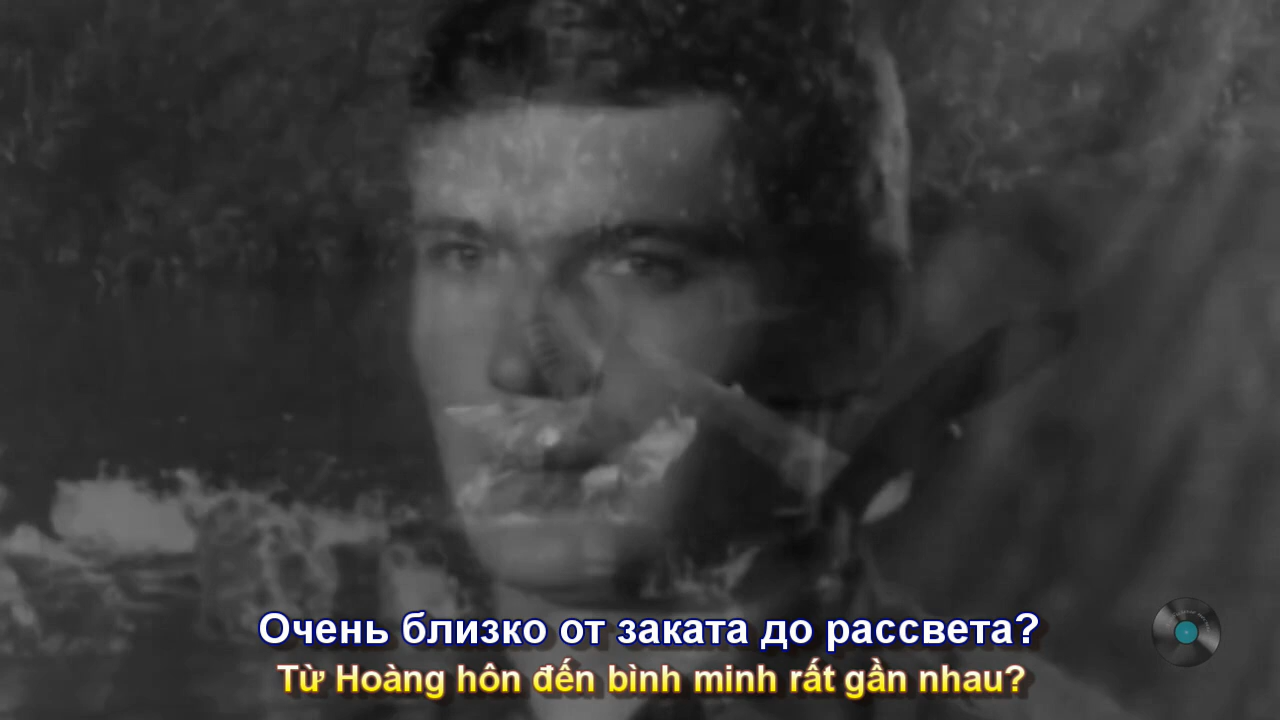 Очень близко от заката до рассвета?
Từ Hoàng hôn đến bình minh rất gần nhau?